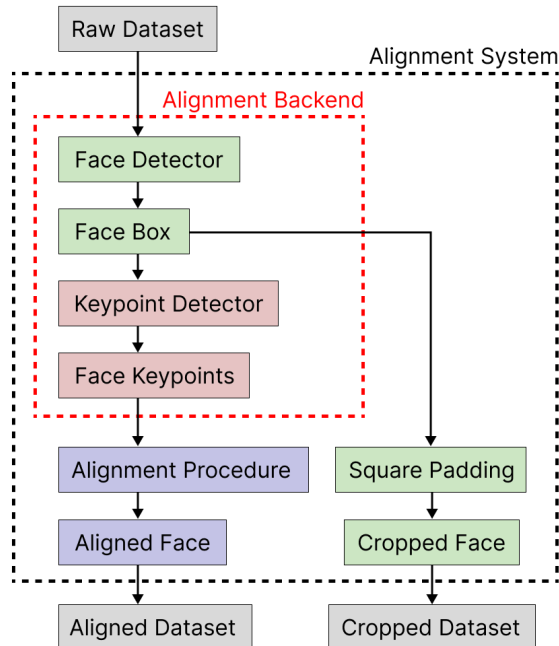 Raw Dataset
Alignment System
Alignment Backend
Face Detector
Face Box
Keypoint Detector
Face Keypoints
Alignment Procedure
Square Padding
Aligned Face
Cropped Face
Aligned Dataset
Cropped Dataset